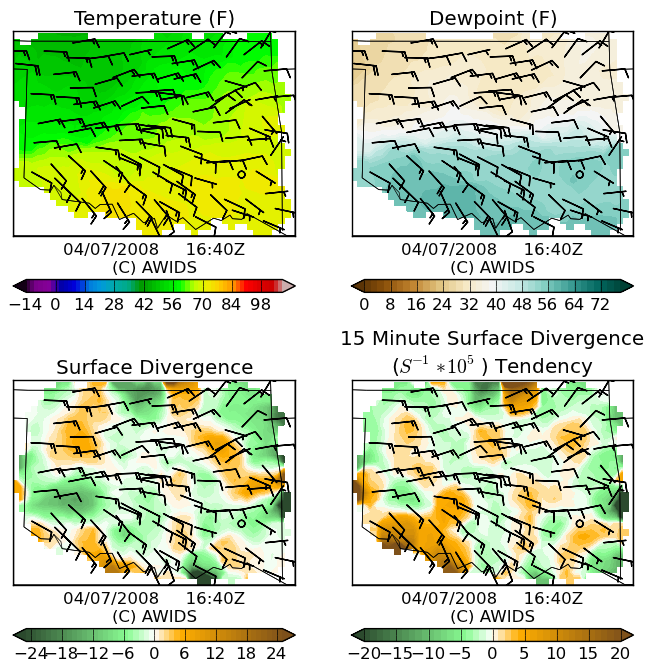 Temperature (F)
Dewpoint (F)
04/07/2008 16:40Z
(C) AWIDS
04/07/2008 16:40Z
(C) AWIDS
−14 0 14 28 42 56 70 84 98
0 8 16 24 32 40 48 56 64 72
Surface Divergence
15 Minute Surface Divergence
(S⁻¹ *10⁵ ) Tendency
04/07/2008 16:40Z
(C) AWIDS
04/07/2008 16:40Z
(C) AWIDS
−24 −18 −12 −6 0 6 12 18 24
−20 −15 −10 −5 0 5 10 15 20